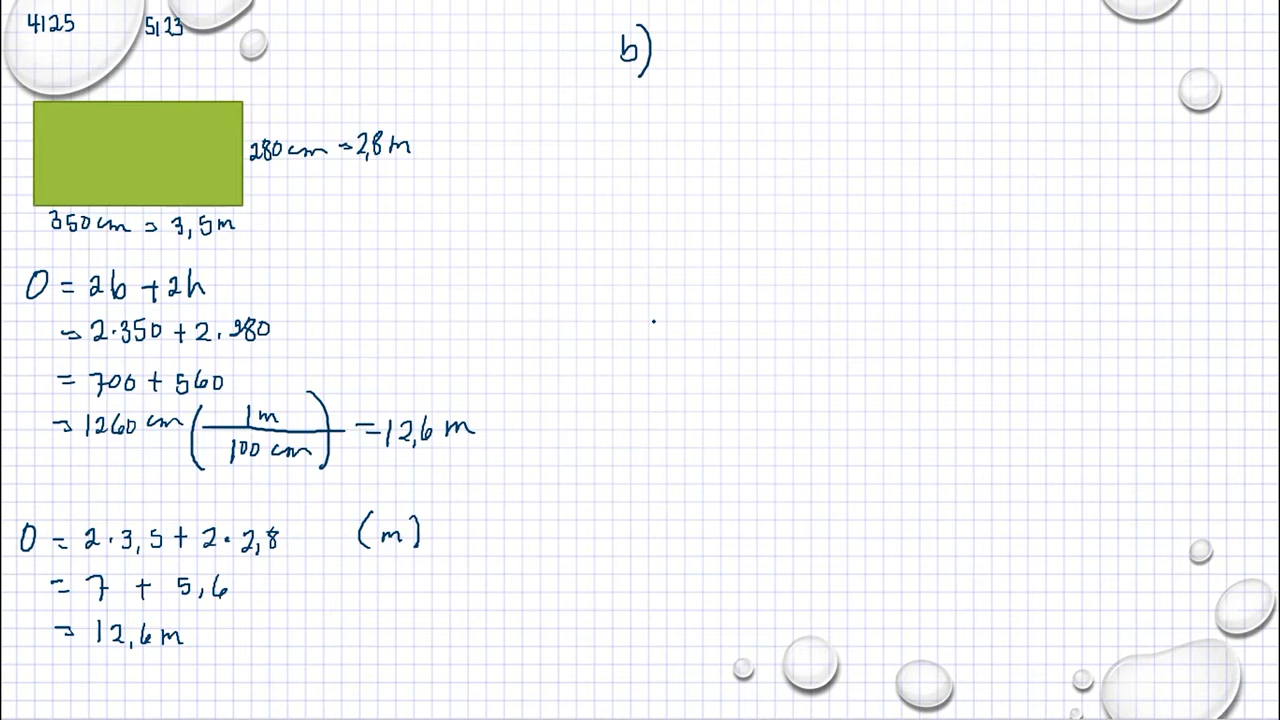 4125 5123
280 cm = 2,8 m
350 cm = 3,5 m
O = 2b + 2h
= 2·350 + 2·280
= 700 + 560
= 1260 cm (1m / 100 cm) = 12,6 m
O = 2·3,5 + 2·2,8 (m)
= 7 + 5,6
= 12,6 m
b)